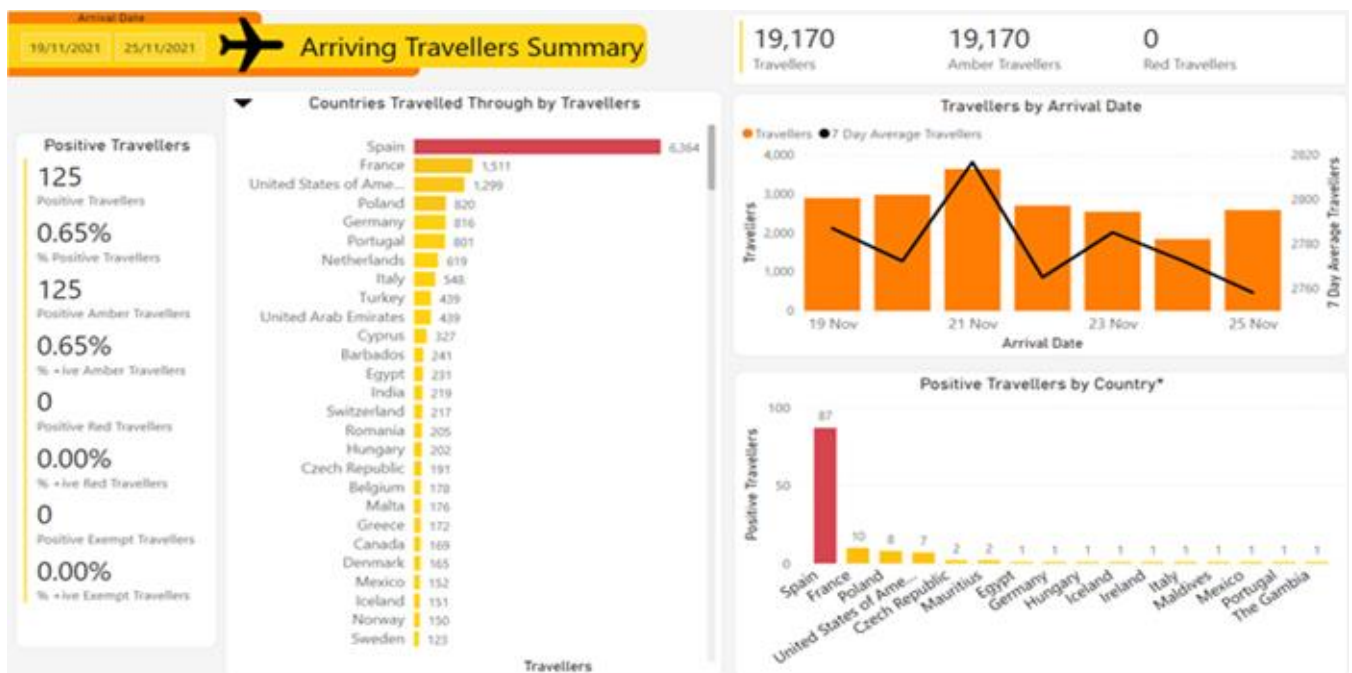 Arrival Date
19/11/2021 25/11/2021
Arriving Travellers Summary
19,170 19,170 0
Travellers Amber Travellers Red Travellers
Positive Travellers
125
Positive Travellers
0.65%
% Positive Travellers
125
Positive Amber Travellers
0.65%
% +ive Amber Travellers
0
Positive Red Travellers
0.00%
% +ive Red Travellers
0
Positive Exempt Travellers
0.00%
% +ive Exempt Travellers
Countries Travelled Through by Travellers
Spain 6,364
France 1,511
United States of Ame... 1,299
Poland 820
Germany 816
Portugal 801
Netherlands 619
Italy 548
Turkey 439
United Arab Emirates 439
Cyprus 327
Barbados 241
Egypt 231
India 219
Switzerland 217
Romania 205
Hungary 202
Czech Republic 191
Belgium 178
Malta 176
Greece 172
Canada 169
Denmark 165
Mexico 152
Iceland 151
Norway 150
Sweden 123
Travellers
Travellers by Arrival Date
Travellers 7 Day Average Travellers
4,000 2820
3,000 2800
2,000 2780
1,000 2760
0
Travellers
7 Day Average Travellers
19 Nov 21 Nov 23 Nov 25 Nov
Arrival Date
Positive Travellers by Country*
100
50
0
Positive Travellers
87 10 8 7 2 2 1 1 1 1 1 1 1 1 1 1
Spain
France
Poland
United States of Ame...
Czech Republic
Mauritius
Egypt
Germany
Hungary
Iceland
Ireland
Italy
Maldives
Mexico
Portugal
The Gambia